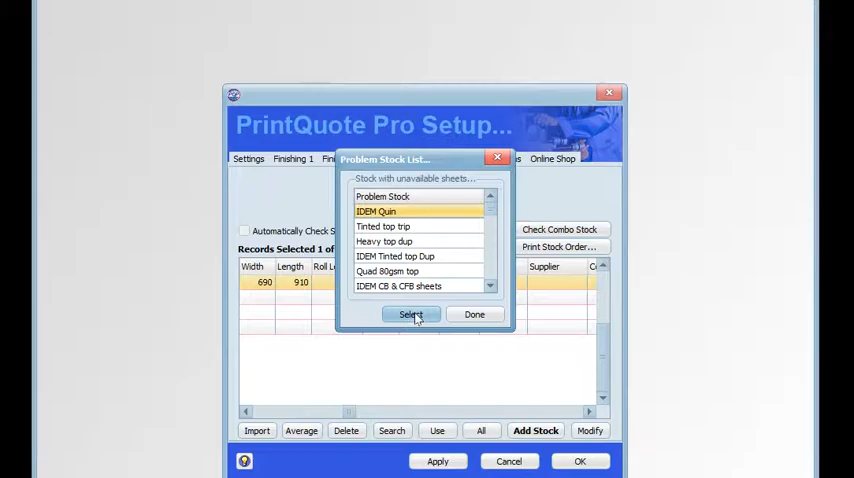 PrintQuote Pro Setup...
Settings
Finishing 1
Online Shop
Problem Stock List...
Stock with unavailable sheets...
Problem Stock
IDEM Quin
Tinted top trip
Heavy top dup
IDEM Tinted top Dup
Quad 80gsm top
IDEM CB & CFB sheets
Select
Done
Automatically Check S
Check Combo Stock
Records Selected 1 of
Print Stock Order...
Width
Length
Roll Le
Supplier
690
910
Import
Average
Delete
Search
Use
All
Add Stock
Modify
Apply
Cancel
OK